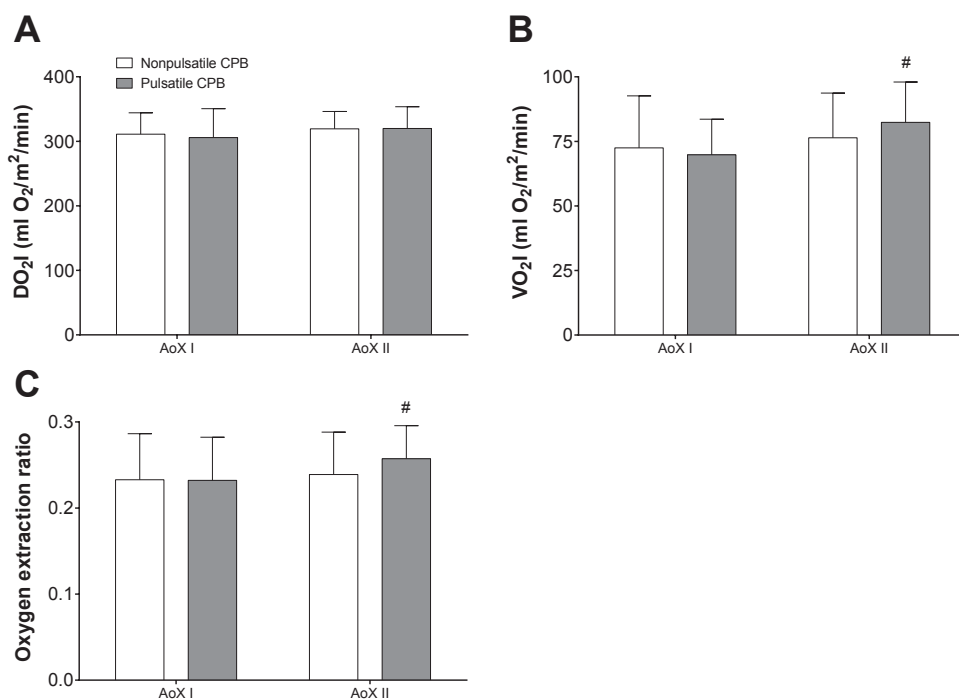 A
Nonpulsatile CPB
Pulsatile CPB
DO₂I (ml O₂/m²/min)
400
300
200
100
0
AoX I
AoX II
B
#
VO₂I (ml O₂/m²/min)
100
75
50
25
0
AoX I
AoX II
C
#
Oxygen extraction ratio
0.3
0.2
0.1
0.0
AoX I
AoX II